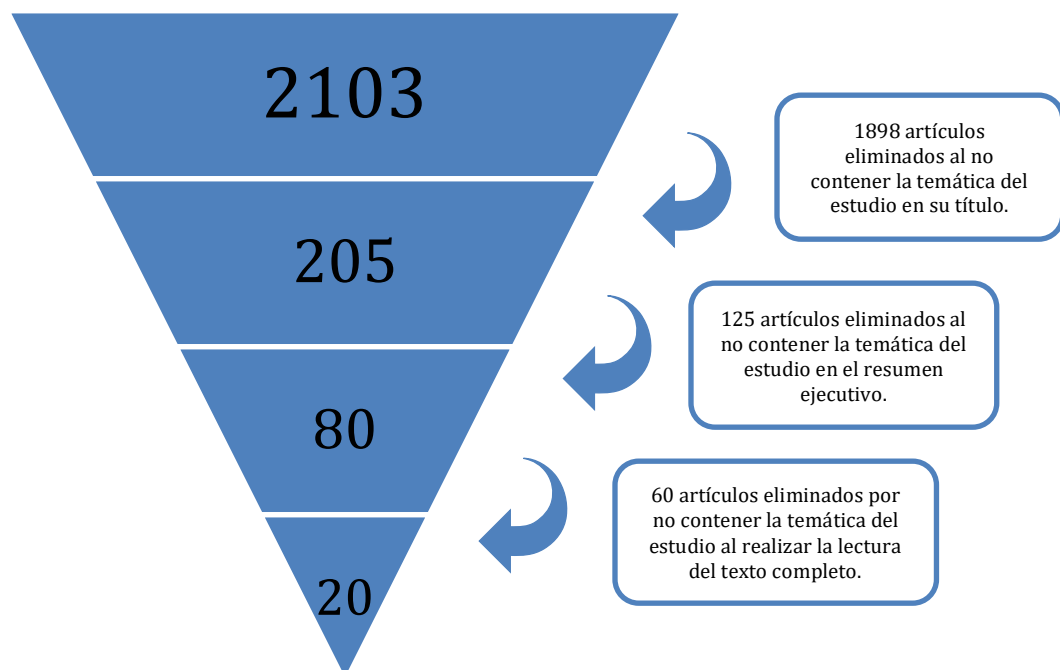 2103
1898 artículos
eliminados al no
contener la temática del
estudio en su título.
205
125 artículos eliminados al
no contener la temática del
estudio en el resumen
ejecutivo.
80
60 artículos eliminados por
no contener la temática del
estudio al realizar la lectura
del texto completo.
20